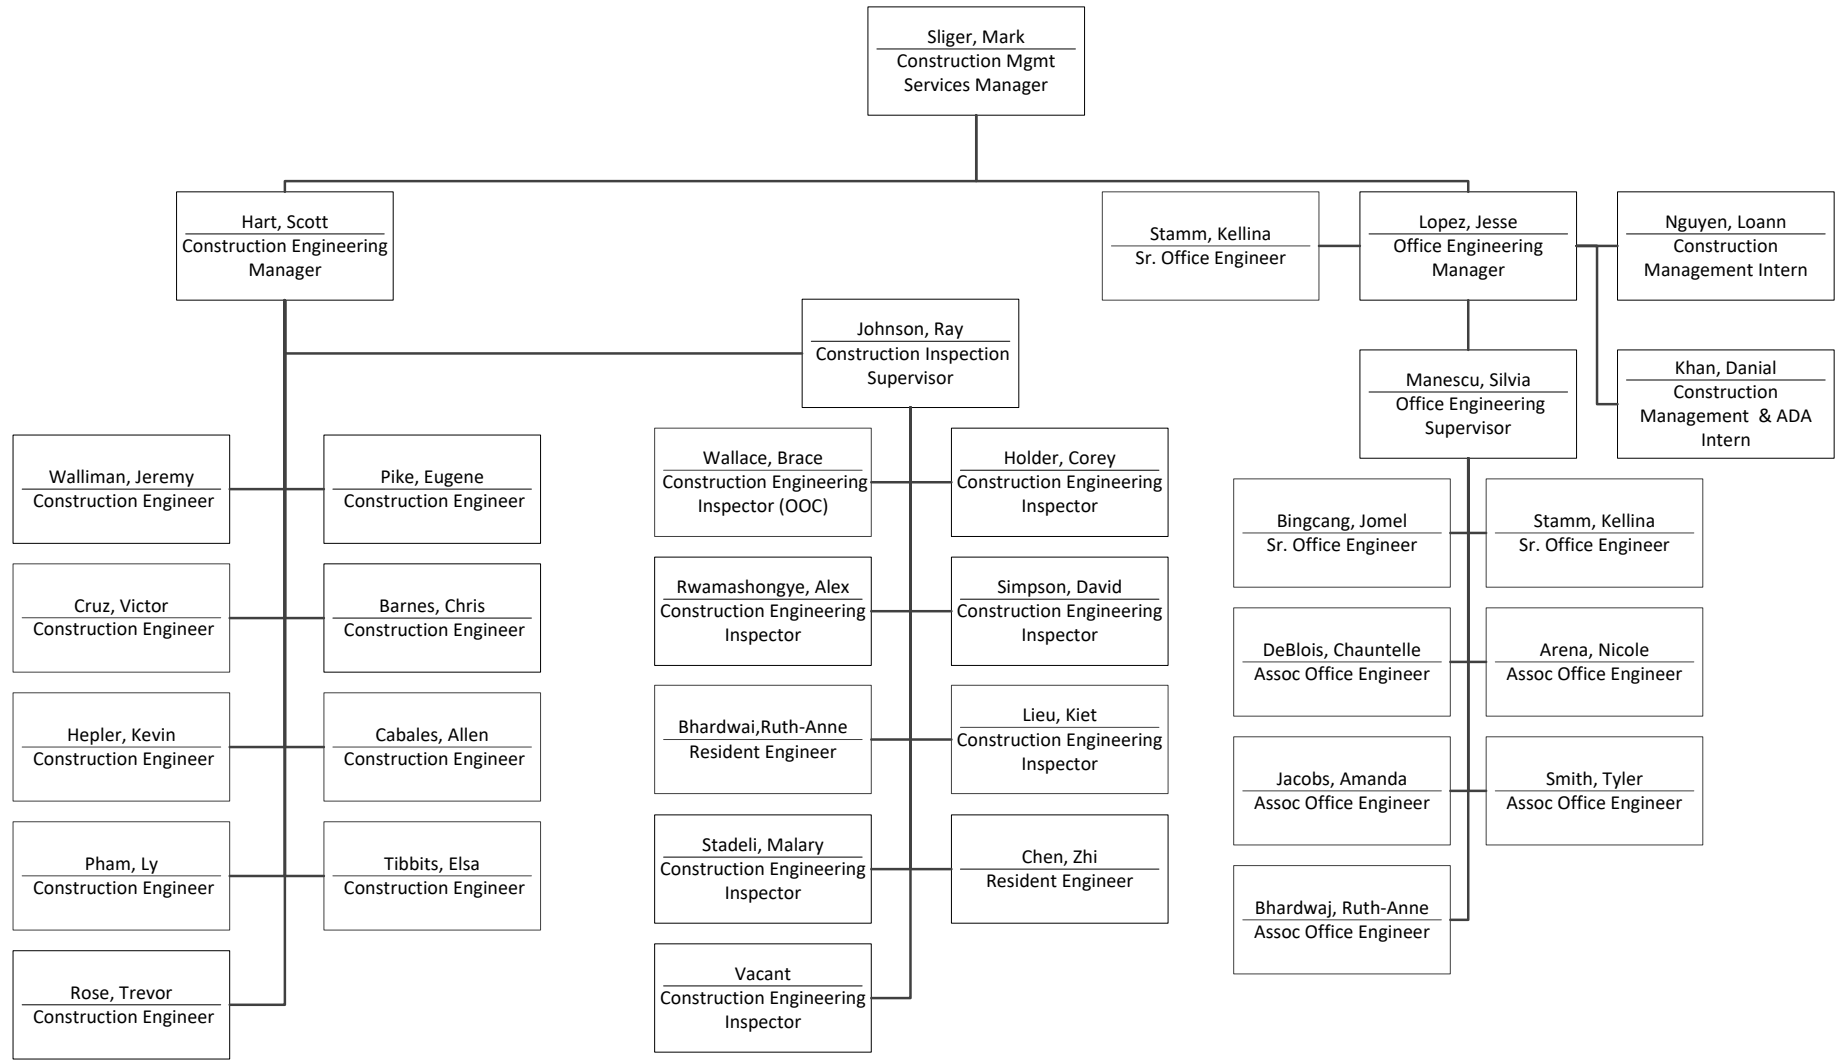 Sliger, Mark
Construction Mgmt
Services Manager
Hart, Scott
Construction Engineering
Manager
Stamm, Kellina
Sr. Office Engineer
Lopez, Jesse
Office Engineering
Manager
Nguyen, Loann
Construction
Management Intern
Johnson, Ray
Construction Inspection
Supervisor
Manescu, Silvia
Office Engineering
Supervisor
Khan, Danial
Construction
Management & ADA
Intern
Walliman, Jeremy
Construction Engineer
Pike, Eugene
Construction Engineer
Cruz, Victor
Construction Engineer
Barnes, Chris
Construction Engineer
Hepler, Kevin
Construction Engineer
Cabales, Allen
Construction Engineer
Pham, Ly
Construction Engineer
Tibbits, Elsa
Construction Engineer
Rose, Trevor
Construction Engineer
Wallace, Brace
Construction Engineering
Inspector (OOC)
Holder, Corey
Construction Engineering
Inspector
Rwamashongye, Alex
Construction Engineering
Inspector
Simpson, David
Construction Engineering
Inspector
Bhardwai,Ruth-Anne
Resident Engineer
Lieu, Kiet
Construction Engineering
Inspector
Stadeli, Malary
Construction Engineering
Inspector
Chen, Zhi
Resident Engineer
Vacant
Construction Engineering
Inspector
Bingcang, Jomel
Sr. Office Engineer
Stamm, Kellina
Sr. Office Engineer
DeBlois, Chauntelle
Assoc Office Engineer
Arena, Nicole
Assoc Office Engineer
Jacobs, Amanda
Assoc Office Engineer
Smith, Tyler
Assoc Office Engineer
Bhardwaj, Ruth-Anne
Assoc Office Engineer